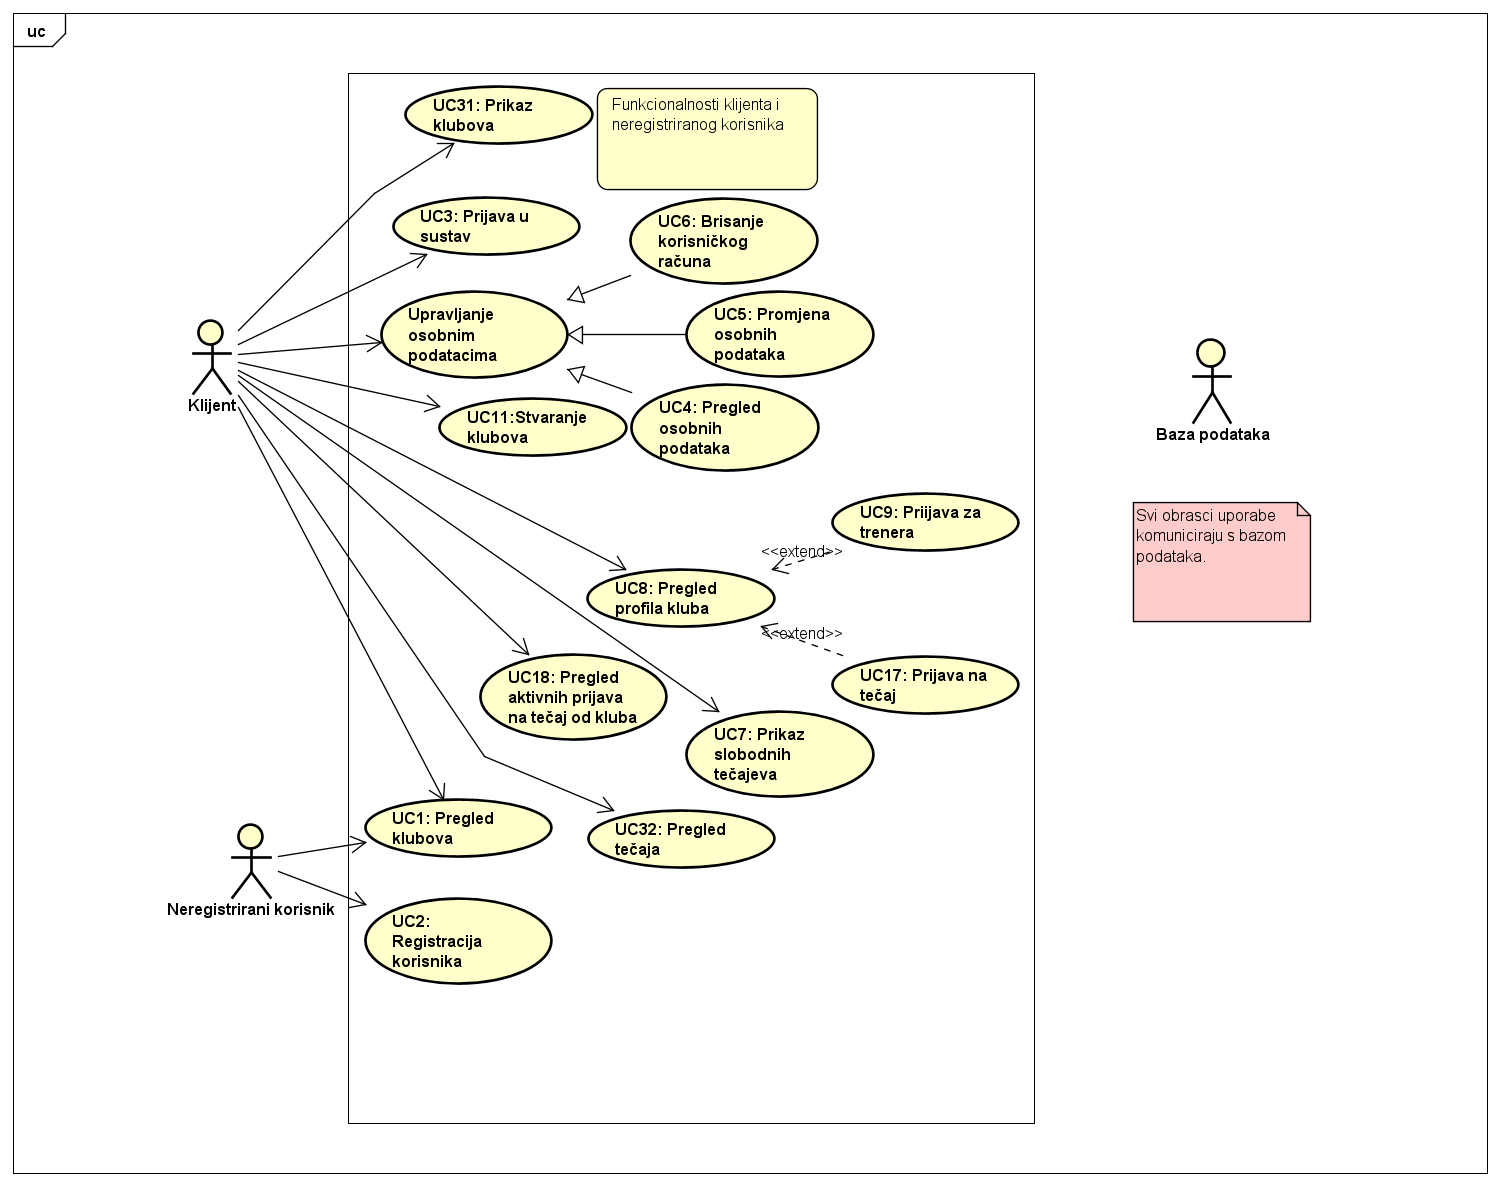 uc
UC31: Prikaz
klubova
Funkcionalnosti klijenta i
neregistriranog korisnika
UC3: Prijava u
sustav
UC6: Brisanje
korisničkog
računa
Upravljanje
osobnim
podatacima
UC5: Promjena
osobnih
podataka
Klijent
UC11:Stvaranje
klubova
UC4: Pregled
osobnih
podataka
Baza podataka
Svi obrasci uporabe
komuniciraju s bazom
podataka.
UC9: Priijava za
trenera
<<extend>>
UC8: Pregled
profila kluba
<<extend>>
UC17: Prijava na
tečaj
UC18: Pregled
aktivnih prijava
na tečaj od kluba
UC7: Prikaz
slobodnih
tečajeva
UC1: Pregled
klubova
UC32: Pregled
tečaja
Neregistrirani korisnik
UC2:
Registracija
korisnika